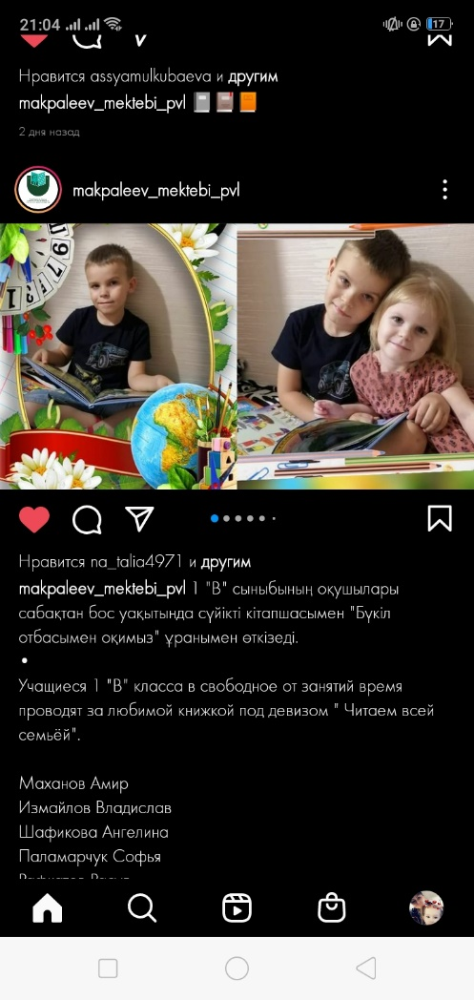 21:04
17
Нравится assyamulkubaeva и другим
makpaleev_mektebi_pvl
2 дня назад
makpaleev_mektebi_pvl
Нравится na_talia4971 и другим
makpaleev_mektebi_pvl 1 "В" сыныбының оқушылары
сабақтан бос уақытында сүйікті кітапшасымен "Бүкіл
отбасымен оқимыз" ұранымен өткізеді.
•
Учащиеся 1 "В" класса в свободное от занятий время
проводят за любимой книжкой под девизом " Читаем всей
семьёй".
Маханов Амир
Измайлов Владислав
Шафикова Ангелина
Паламарчук Софья